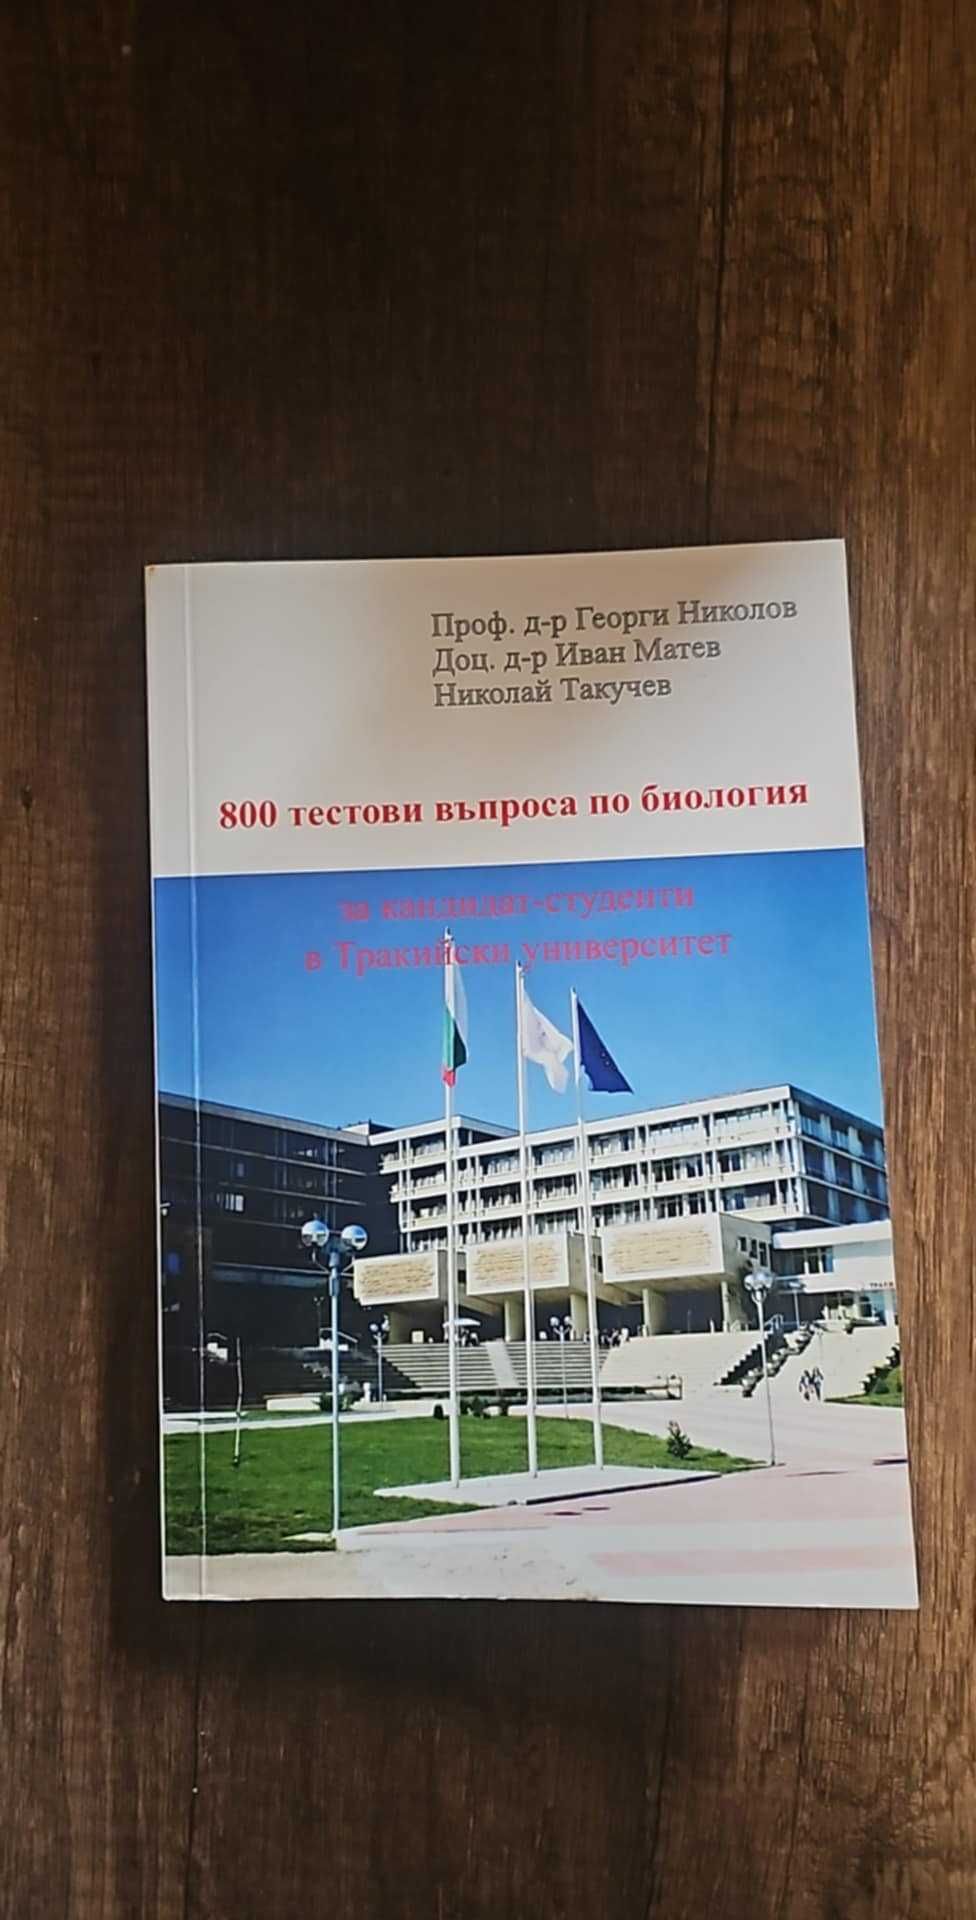 Проф. д-р Георги Николов
Доц. д-р Иван Матев
Николай Такучев
800 тестови въпроса по биология
за кандидат-студенти
в Тракийски университет